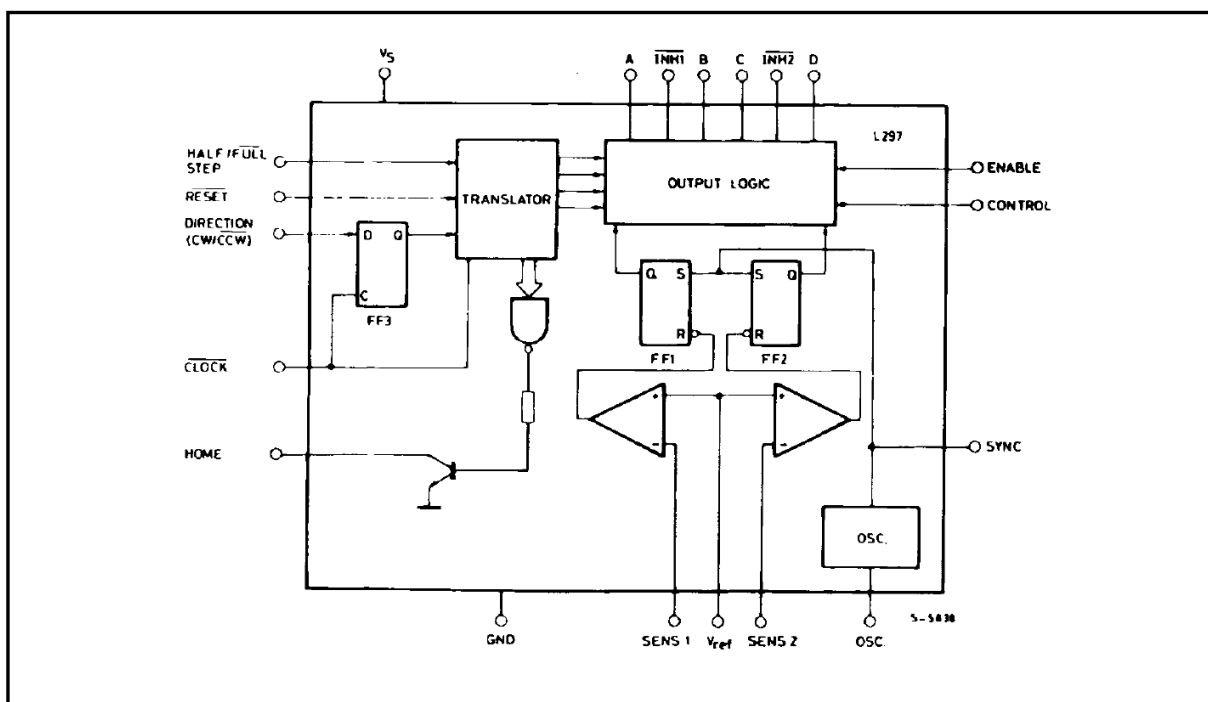 VS
A INH1 B C INH2 D
L297
HALF/FULL
STEP
RESET
DIRECTION
(CW/CCW)
TRANSLATOR
OUTPUT LOGIC
ENABLE
CONTROL
D Q
C
FF3
Q S
R
FF1
S Q
R
FF2
CLOCK
+
-
+
-
HOME
SYNC
OSC.
GND
SENS 1
Vref
SENS 2
OSC.
S-5838